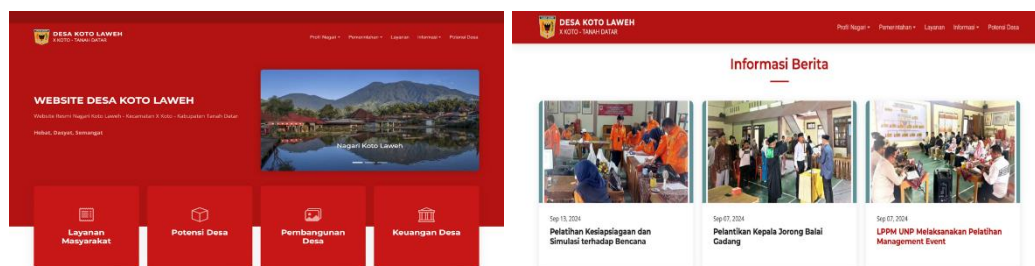 DESA KOTO LAWEH
X KOTO - TANAH DATAR
Profil Nagari Pemerintahan Layanan Informasi Potensi Desa
WEBSITE DESA KOTO LAWEH
Website Resmi Nagari Koto Laweh - Kecamatan X Koto - Kabupaten Tanah Datar
Hebat, Dasyat, Semangat
Nagari Koto Laweh
Layanan
Masyarakat
Potensi Desa
Pembangunan
Desa
Keuangan Desa
DESA KOTO LAWEH
X KOTO - TANAH DATAR
Profil Nagari Pemerintahan Layanan Informasi Potensi Desa
Informasi Berita
Sep 13, 2024
Pelatihan Kesiapsiagaan dan
Simulasi terhadap Bencana
Sep 07, 2024
Pelantikan Kepala Jorong Balai
Gadang
Sep 07, 2024
LPPM UNP Melaksanakan Pelatihan
Management Event